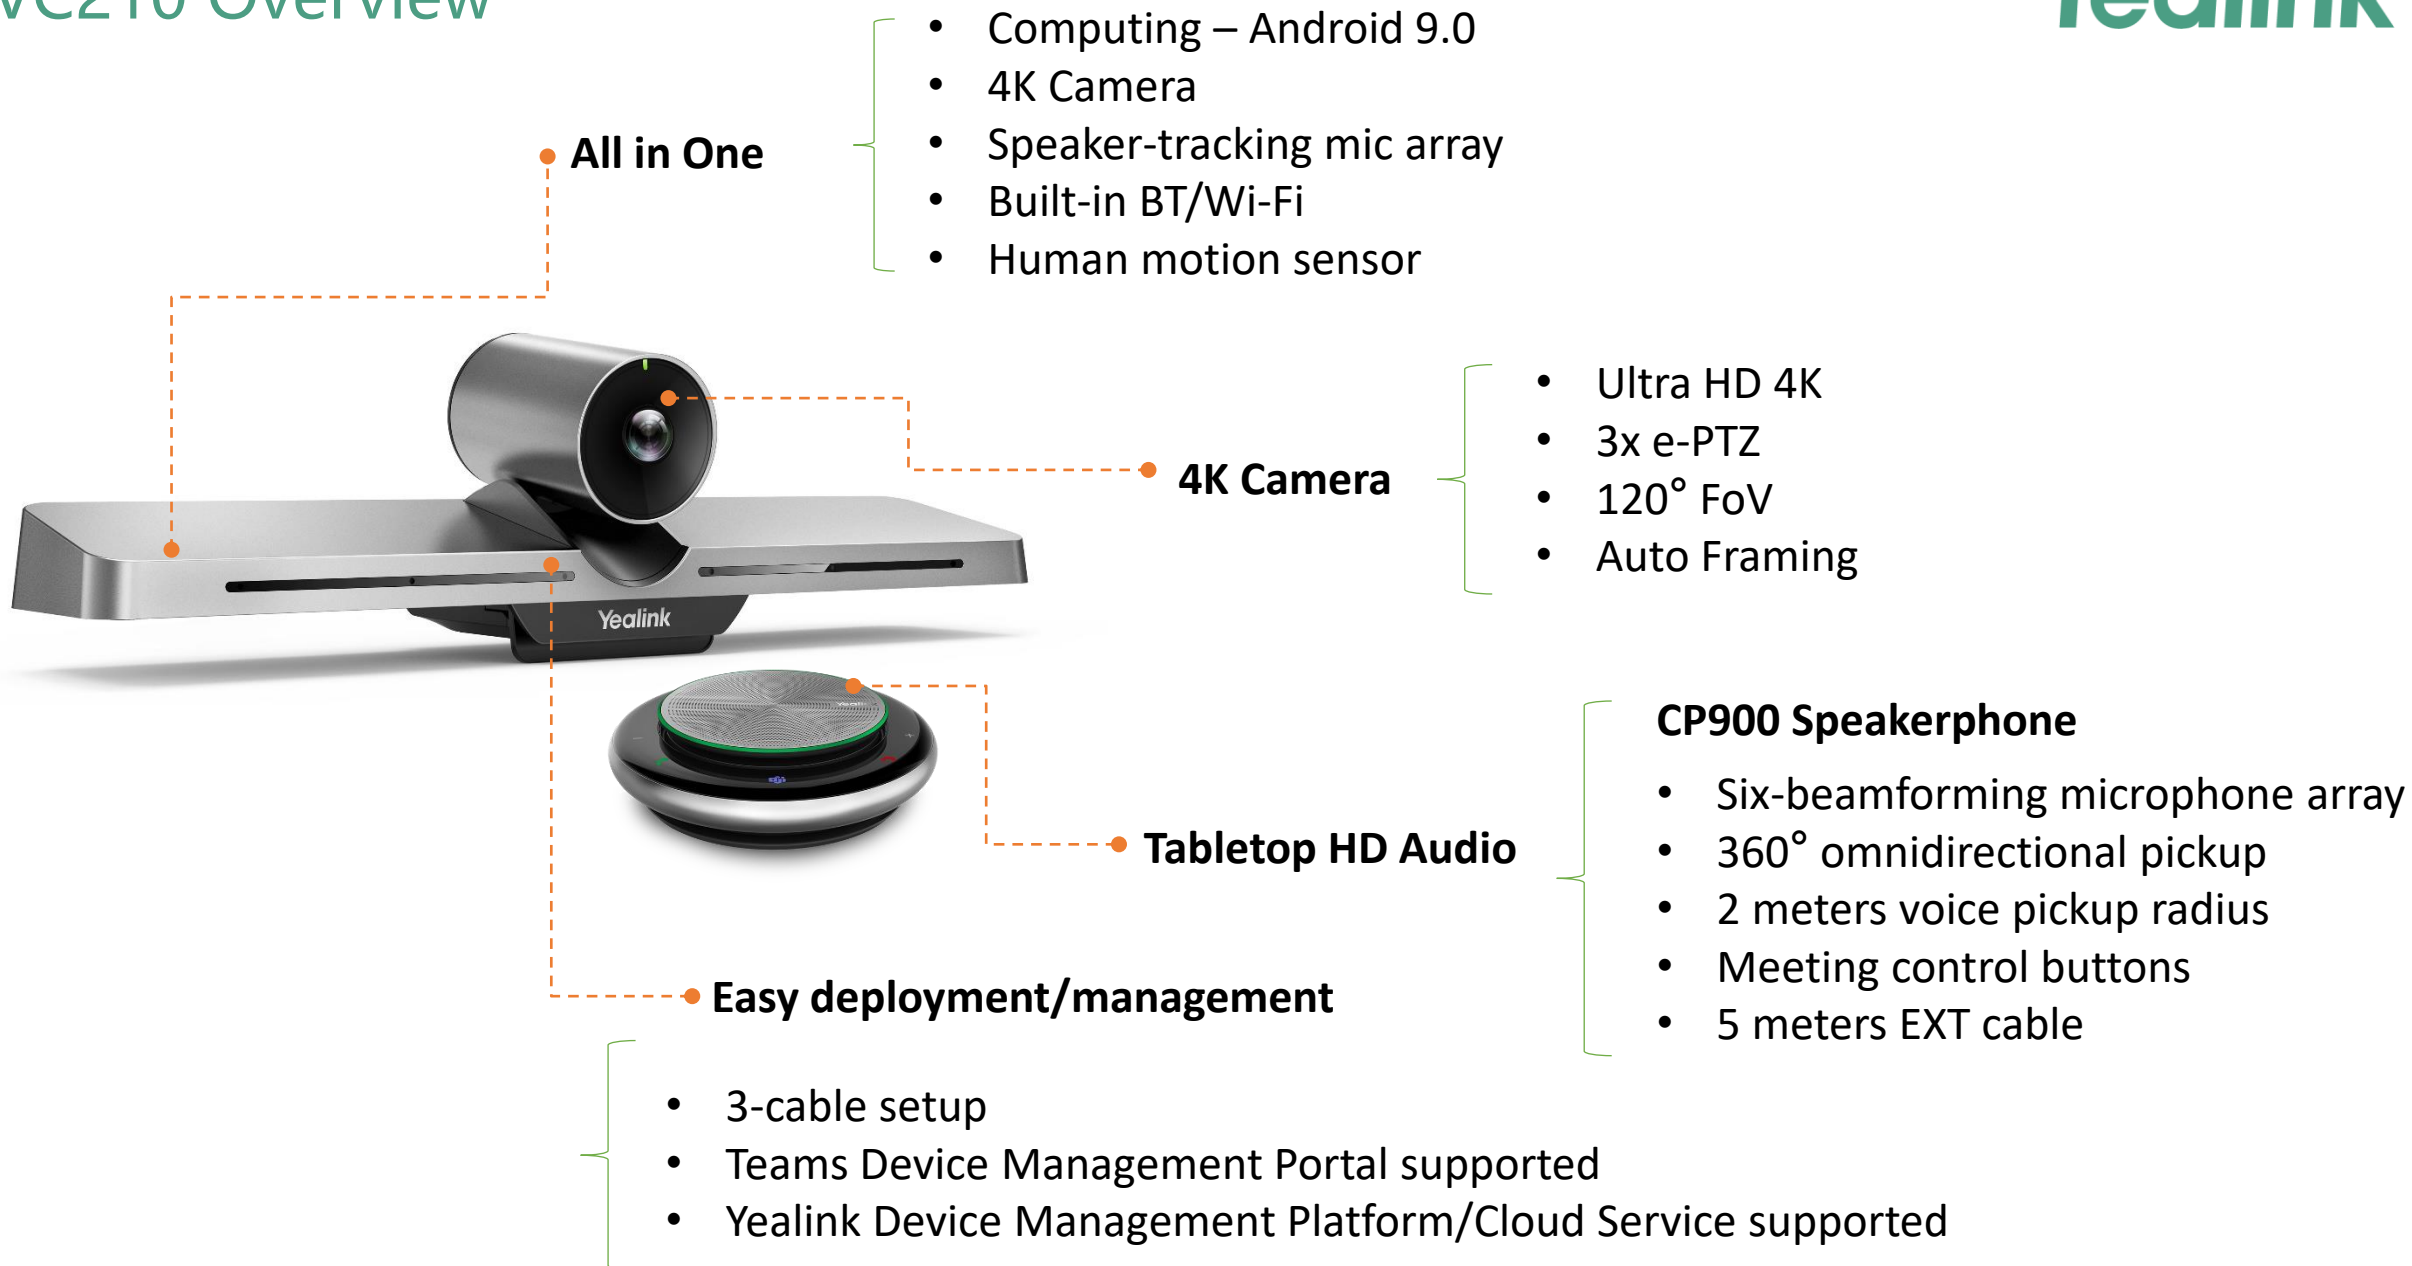 VC210 Overview
Yealink
All in One
• Computing – Android 9.0
• 4K Camera
• Speaker-tracking mic array
• Built-in BT/Wi-Fi
• Human motion sensor
4K Camera
• Ultra HD 4K
• 3x e-PTZ
• 120° FoV
• Auto Framing
Yealink
Tabletop HD Audio
CP900 Speakerphone
• Six-beamforming microphone array
• 360° omnidirectional pickup
• 2 meters voice pickup radius
• Meeting control buttons
• 5 meters EXT cable
Easy deployment/management
• 3-cable setup
• Teams Device Management Portal supported
• Yealink Device Management Platform/Cloud Service supported